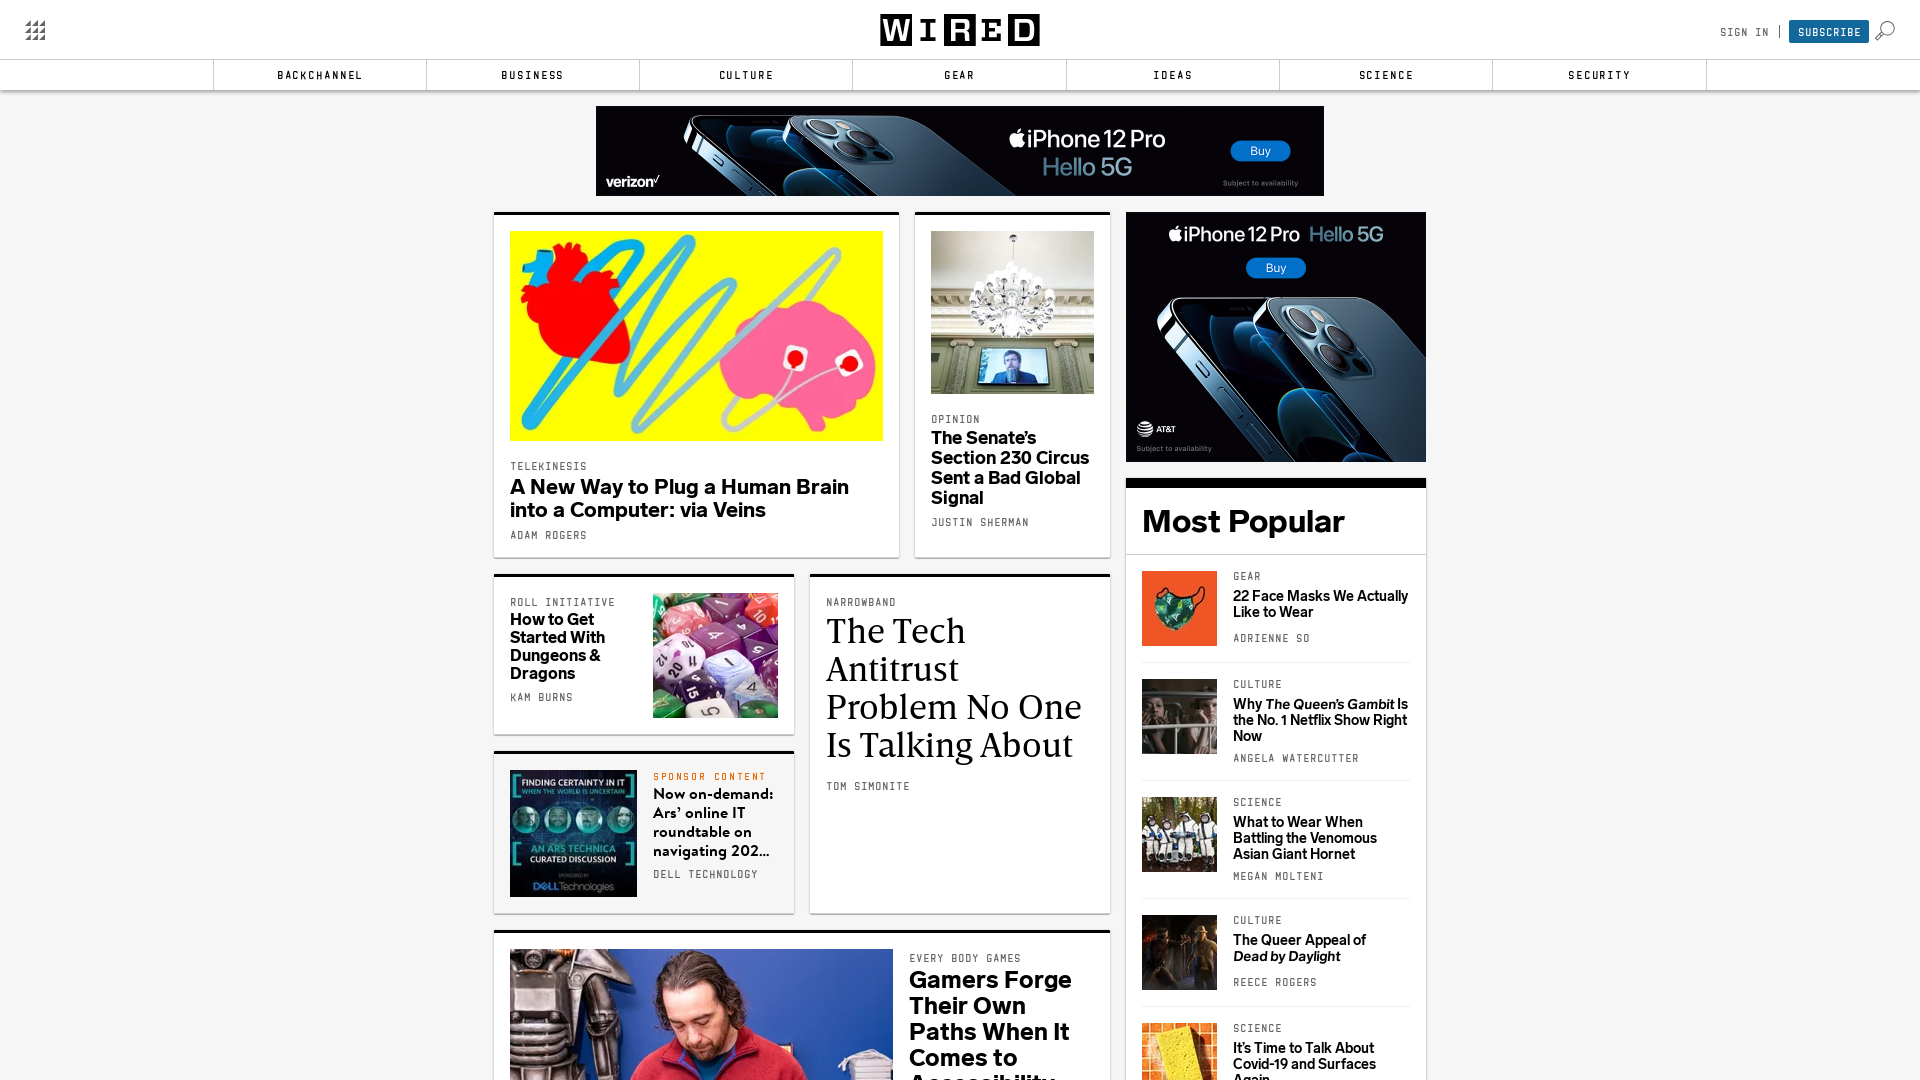 WIRED
SIGN IN
SUBSCRIBE
BACKCHANNEL
BUSINESS
CULTURE
GEAR
IDEAS
SCIENCE
SECURITY
iPhone 12 Pro
Hello 5G
Buy
verizon✓
Subject to availability
TELEKINESIS
A New Way to Plug a Human Brain
into a Computer: via Veins
ADAM ROGERS
OPINION
The Senate’s
Section 230 Circus
Sent a Bad Global
Signal
JUSTIN SHERMAN
iPhone 12 Pro Hello 5G
Buy
AT&T
Subject to availability
ROLL INITIATIVE
How to Get
Started With
Dungeons &
Dragons
KAM BURNS
FINDING CERTAINTY IN IT
WHEN THE WORLD IS UNCERTAIN
AN ARS TECHNICA
CURATED DISCUSSION
SPONSORED BY
DELLTechnologies
SPONSOR CONTENT
Now on-demand:
Ars’ online IT
roundtable on
navigating 202...
DELL TECHNOLOGY
NARROWBAND
The Tech
Antitrust
Problem No One
Is Talking About
TOM SIMONITE
EVERY BODY GAMES
Gamers Forge
Their Own
Paths When It
Comes to
Accessibility
Most Popular
GEAR
22 Face Masks We Actually
Like to Wear
ADRIENNE SO
CULTURE
Why The Queen’s Gambit Is
the No. 1 Netflix Show Right
Now
ANGELA WATERCUTTER
SCIENCE
What to Wear When
Battling the Venomous
Asian Giant Hornet
MEGAN MOLTENI
CULTURE
The Queer Appeal of
Dead by Daylight
REECE ROGERS
SCIENCE
It’s Time to Talk About
Covid-19 and Surfaces
Again